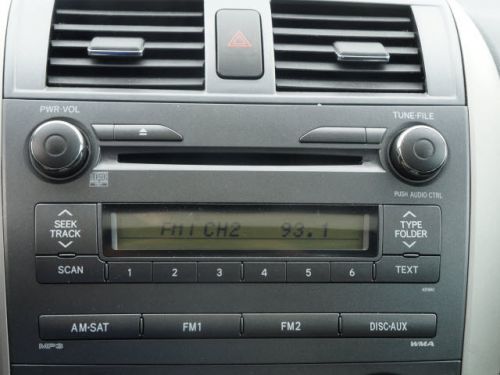 PWR·VOL
TUNE·FILE
PUSH AUDIO CTRL
SEEK
TRACK
FM1 CH2 93.1
TYPE
FOLDER
SCAN 1 2 3 4 5 6 TEXT
AM·SAT FM1 FM2 DISC·AUX
MP3 WMA